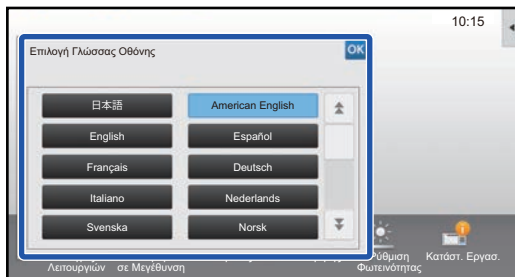 10:15
Επιλογή Γλώσσας Οθόνης
OK
日本語
American English
English
Español
Français
Deutsch
Italiano
Nederlands
Svenska
Norsk
Ρύθμιση
Κατάστ. Εργασ.
Λειτουργιών
σε Μεγέθυνση
Φωτεινότητας